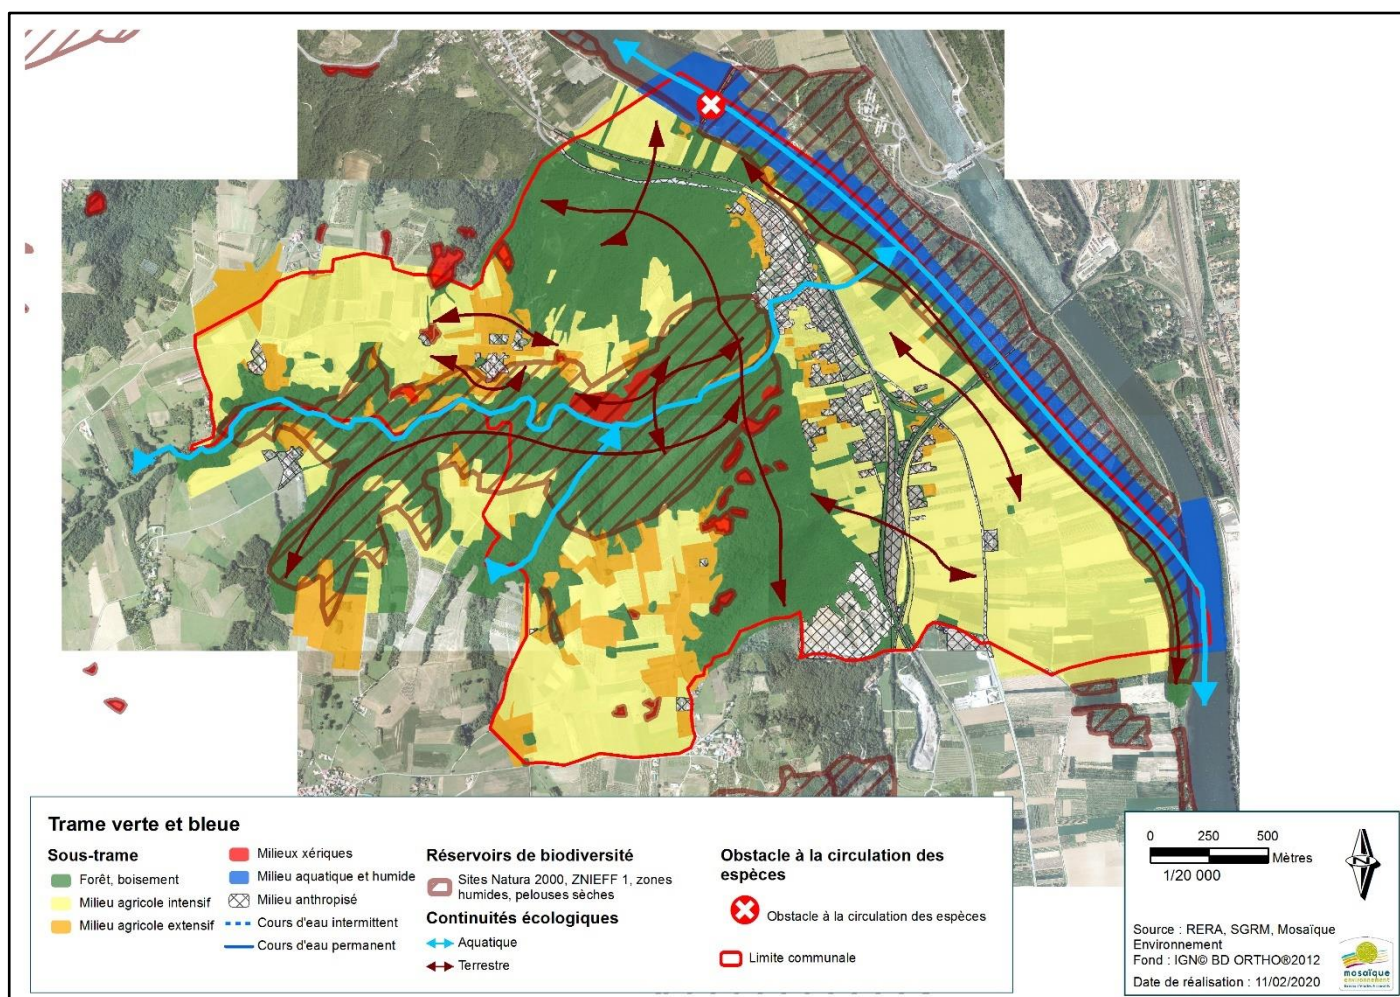 Trame verte et bleue
Sous-trame
Forêt, boisement
Milieu agricole intensif
Milieu agricole extensif
Milieux xériques
Milieu aquatique et humide
Milieu anthropisé
Cours d'eau intermittent
Cours d'eau permanent
Réservoirs de biodiversité
Sites Natura 2000, ZNIEFF 1, zones
humides, pelouses sèches
Continuités écologiques
Aquatique
Terrestre
Obstacle à la circulation des
espèces
Obstacle à la circulation des espèces
Limite communale
0 250 500
Mètres
1/20 000
N
Source : RERA, SGRM, Mosaïque
Environnement
Fond : IGN© BD ORTHO®2012
Date de réalisation : 11/02/2020
mosaïque
environnement